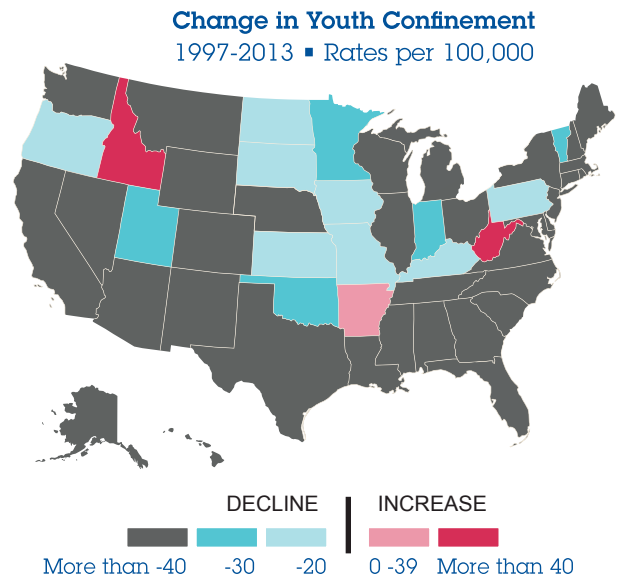 Change in Youth Confinement
1997-2013 ▪ Rates per 100,000
DECLINE INCREASE
More than -40 -30 -20 0 -39 More than 40